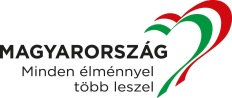 MAGYARORSZÁG
Minden élménnyel
több leszel